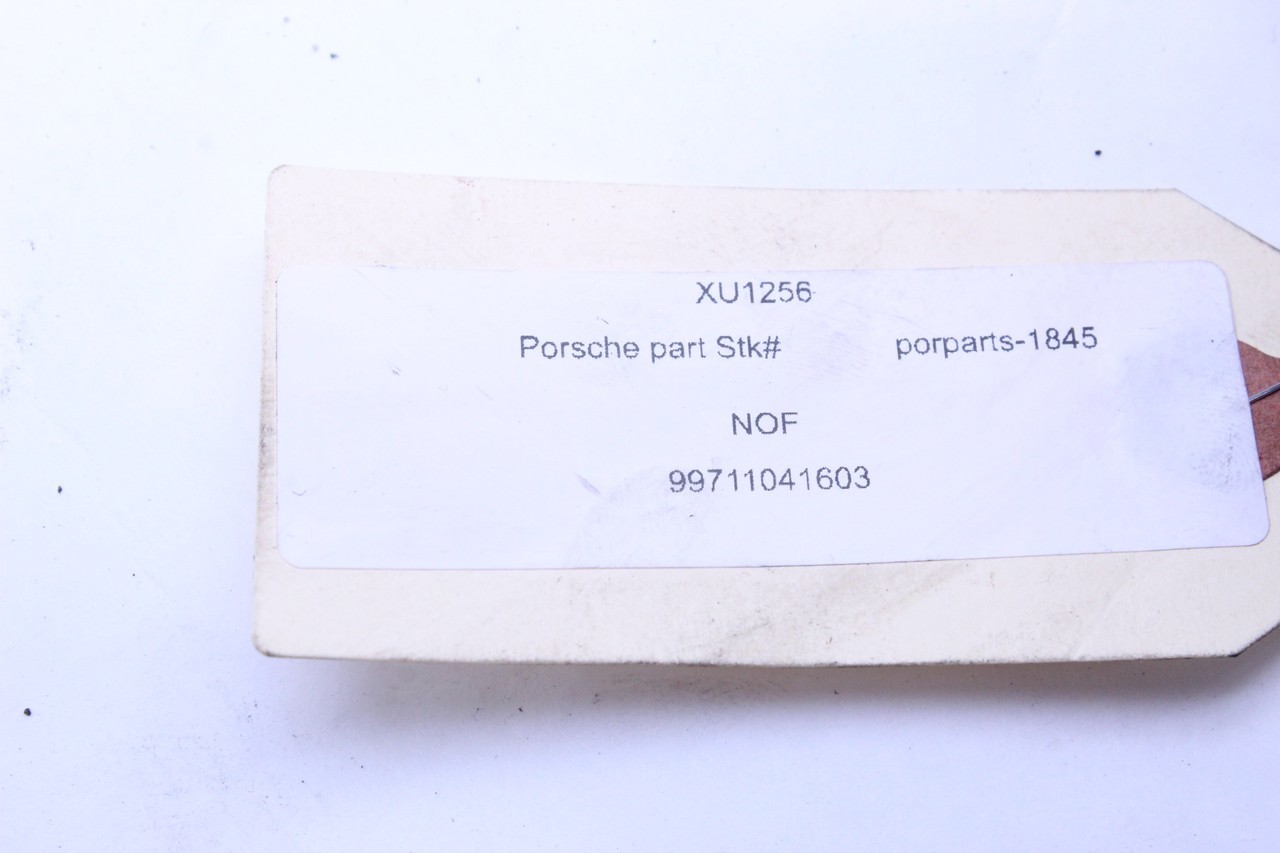 XU1256
Porsche part Stk# porparts-1845
NOF
99711041603